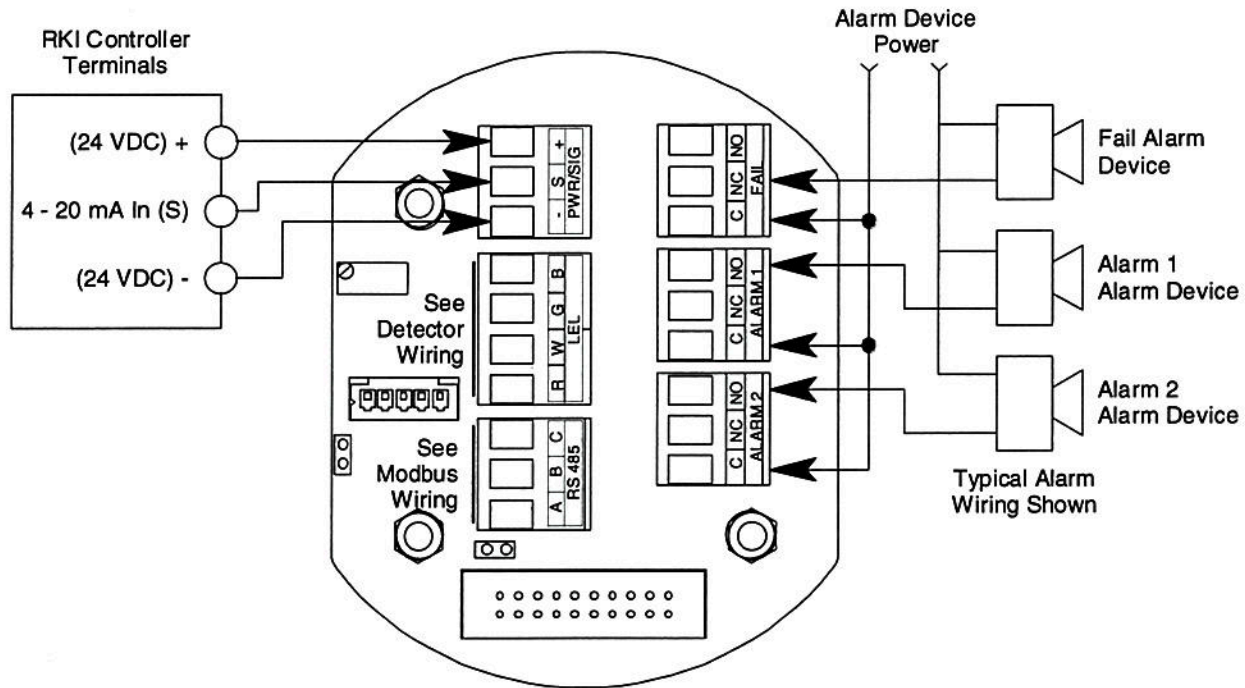 RKI Controller
Terminals
(24 VDC) +
4 - 20 mA In (S)
(24 VDC) -
- S +
PWR/SIG
See
Detector
Wiring
R W G B
LEL
See
Modbus
Wiring
A B C
RS 485
C NC NO
FAIL
C NC NO
ALARM 1
C NC NO
ALARM 2
Alarm Device
Power
Fail Alarm
Device
Alarm 1
Alarm Device
Alarm 2
Alarm Device
Typical Alarm
Wiring Shown